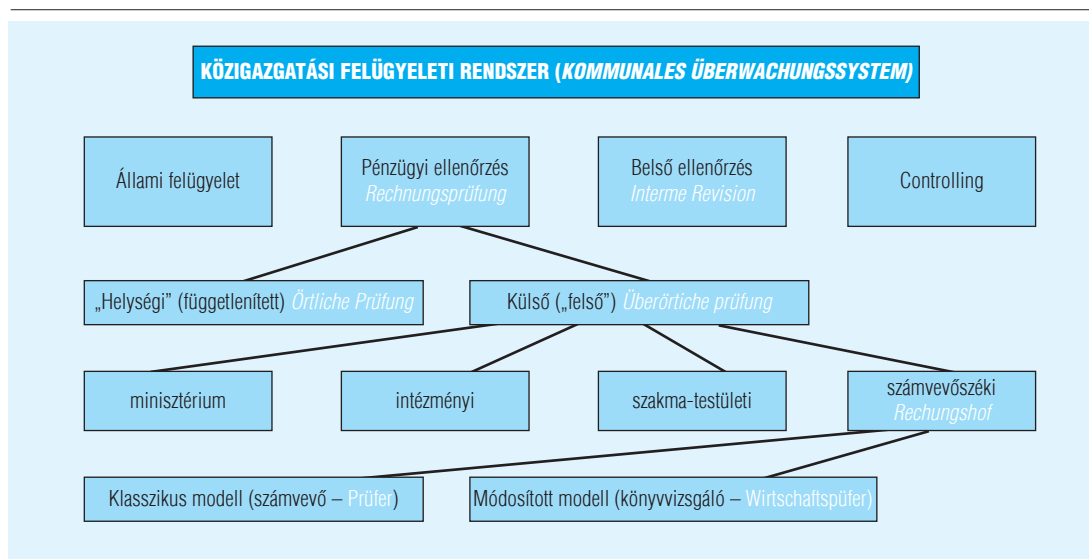 KÖZIGAZGATÁSI FELÜGYELETI RENDSZER (KOMMUNALES ÜBERWACHUNGSSYSTEM)
Állami felügyelet
Pénzügyi ellenőrzés
Rechnungsprüfung
Belső ellenőrzés
Interme Revision
Controlling
„Helységi” (függetlenített) Örtliche Prüfung
Külső („felső”) Überörtiche prüfung
minisztérium
intézményi
szakma-testületi
számvevőszéki
Rechungshof
Klasszikus modell (számvevő – Prüfer)
Módosított modell (könyvvizsgáló – Wirtschaftspüfer)